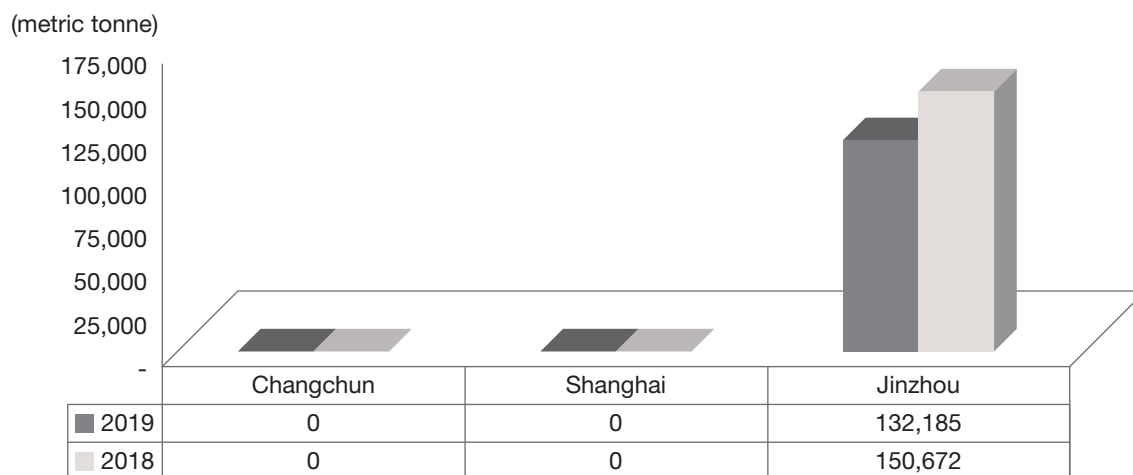 (metric tonne)
175,000
150,000
125,000
100,000
75,000
50,000
25,000
-
Changchun Shanghai Jinzhou
2019 0 0 132,185
2018 0 0 150,672